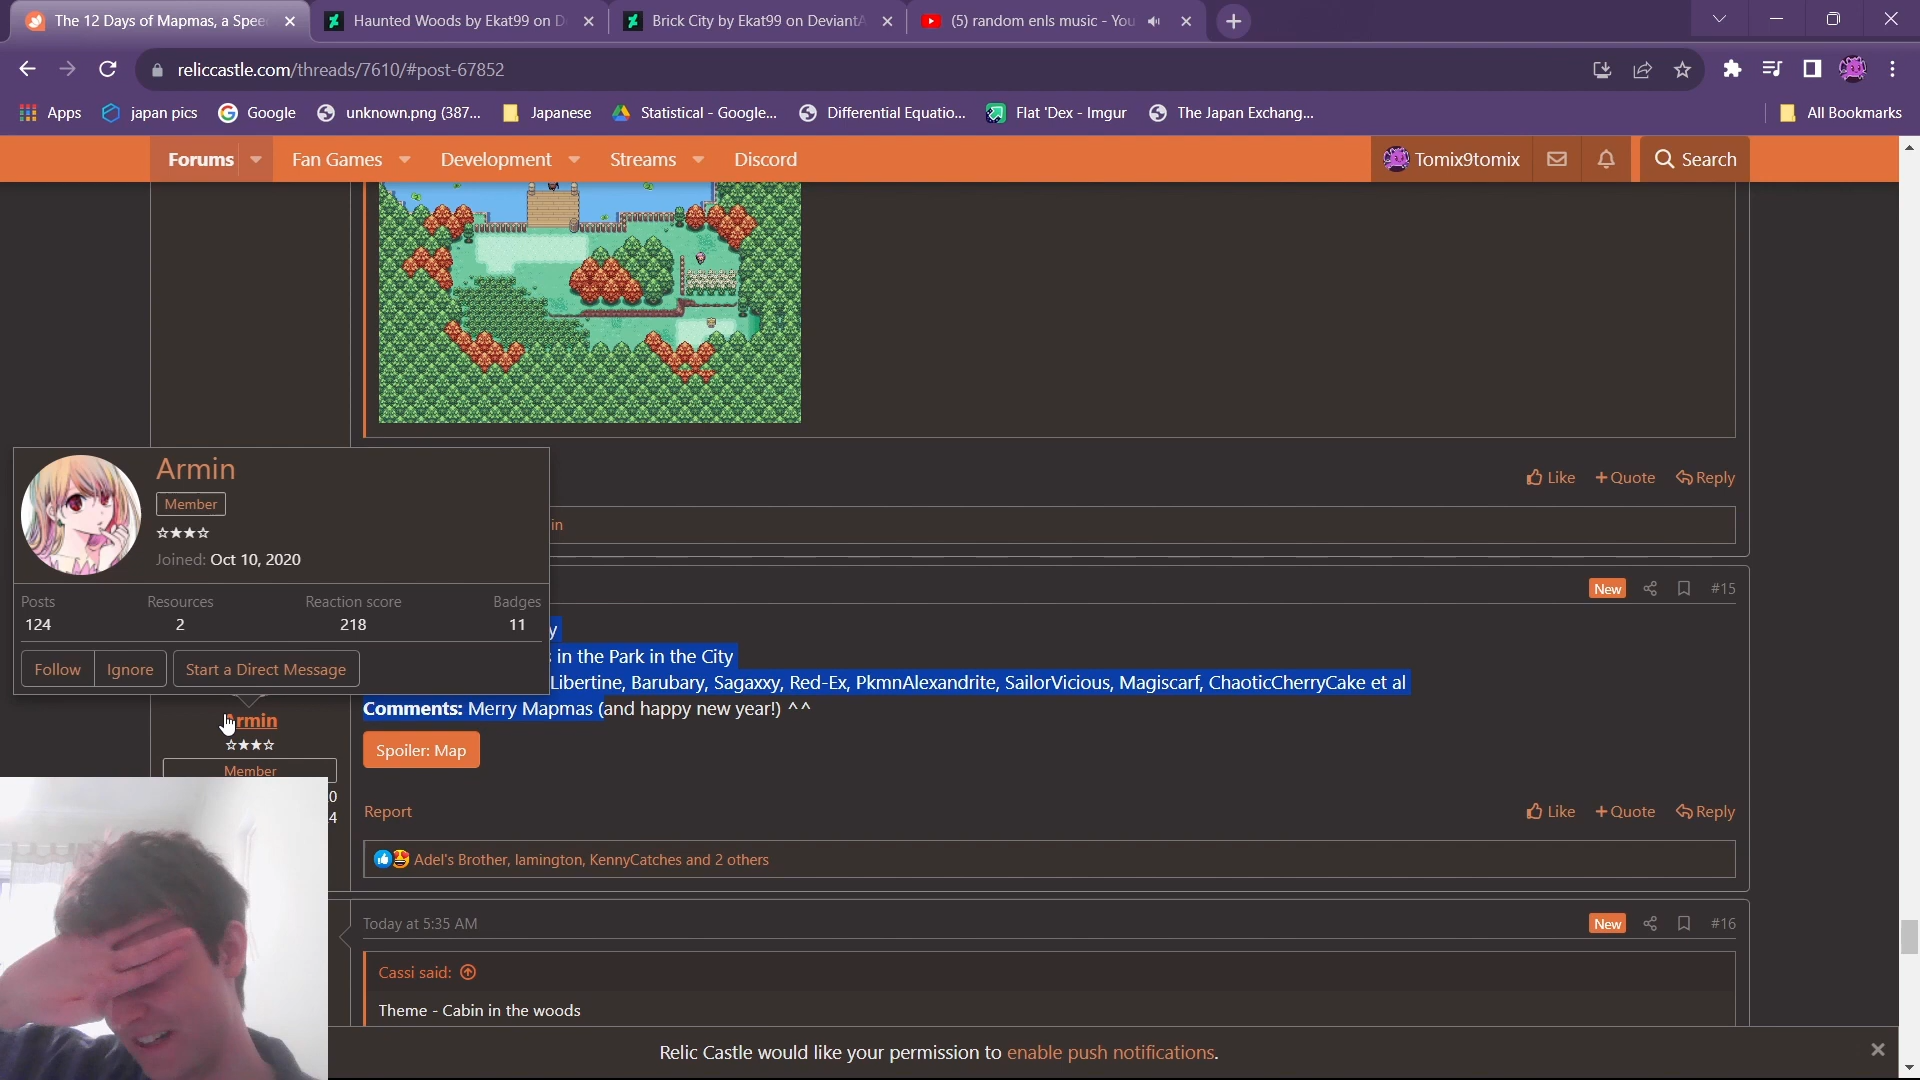 The 12 Days of Mapmas, a Spee
Haunted Woods by Ekat99 on D
Brick City by Ekat99 on DeviantA
(5) random enls music - You
reliccastle.com/threads/7610/#post-67852
Apps
japan pics
Google
unknown.png (387...
Japanese
Statistical - Google...
Differential Equatio...
Flat 'Dex - Imgur
The Japan Exchang...
All Bookmarks
Forums
Fan Games
Development
Streams
Discord
Tomix9tomix
Search
Like
+Quote
Reply
in
Armin
Member
Joined: Oct 10, 2020
Posts
Resources
Reaction score
Badges
124
2
218
11
Follow
Ignore
Start a Direct Message
New
#15
y
in the Park in the City
Libertine, Barubary, Sagaxxy, Red-Ex, PkmnAlexandrite, SailorVicious, Magiscarf, ChaoticCherryCake et al
Comments: Merry Mapmas (and happy new year!) ^^
Spoiler: Map
Armin
Member
0
4
Report
Like
+Quote
Reply
Adel's Brother, lamington, KennyCatches and 2 others
Today at 5:35 AM
New
#16
Cassi said:
Theme - Cabin in the woods
Relic Castle would like your permission to enable push notifications.